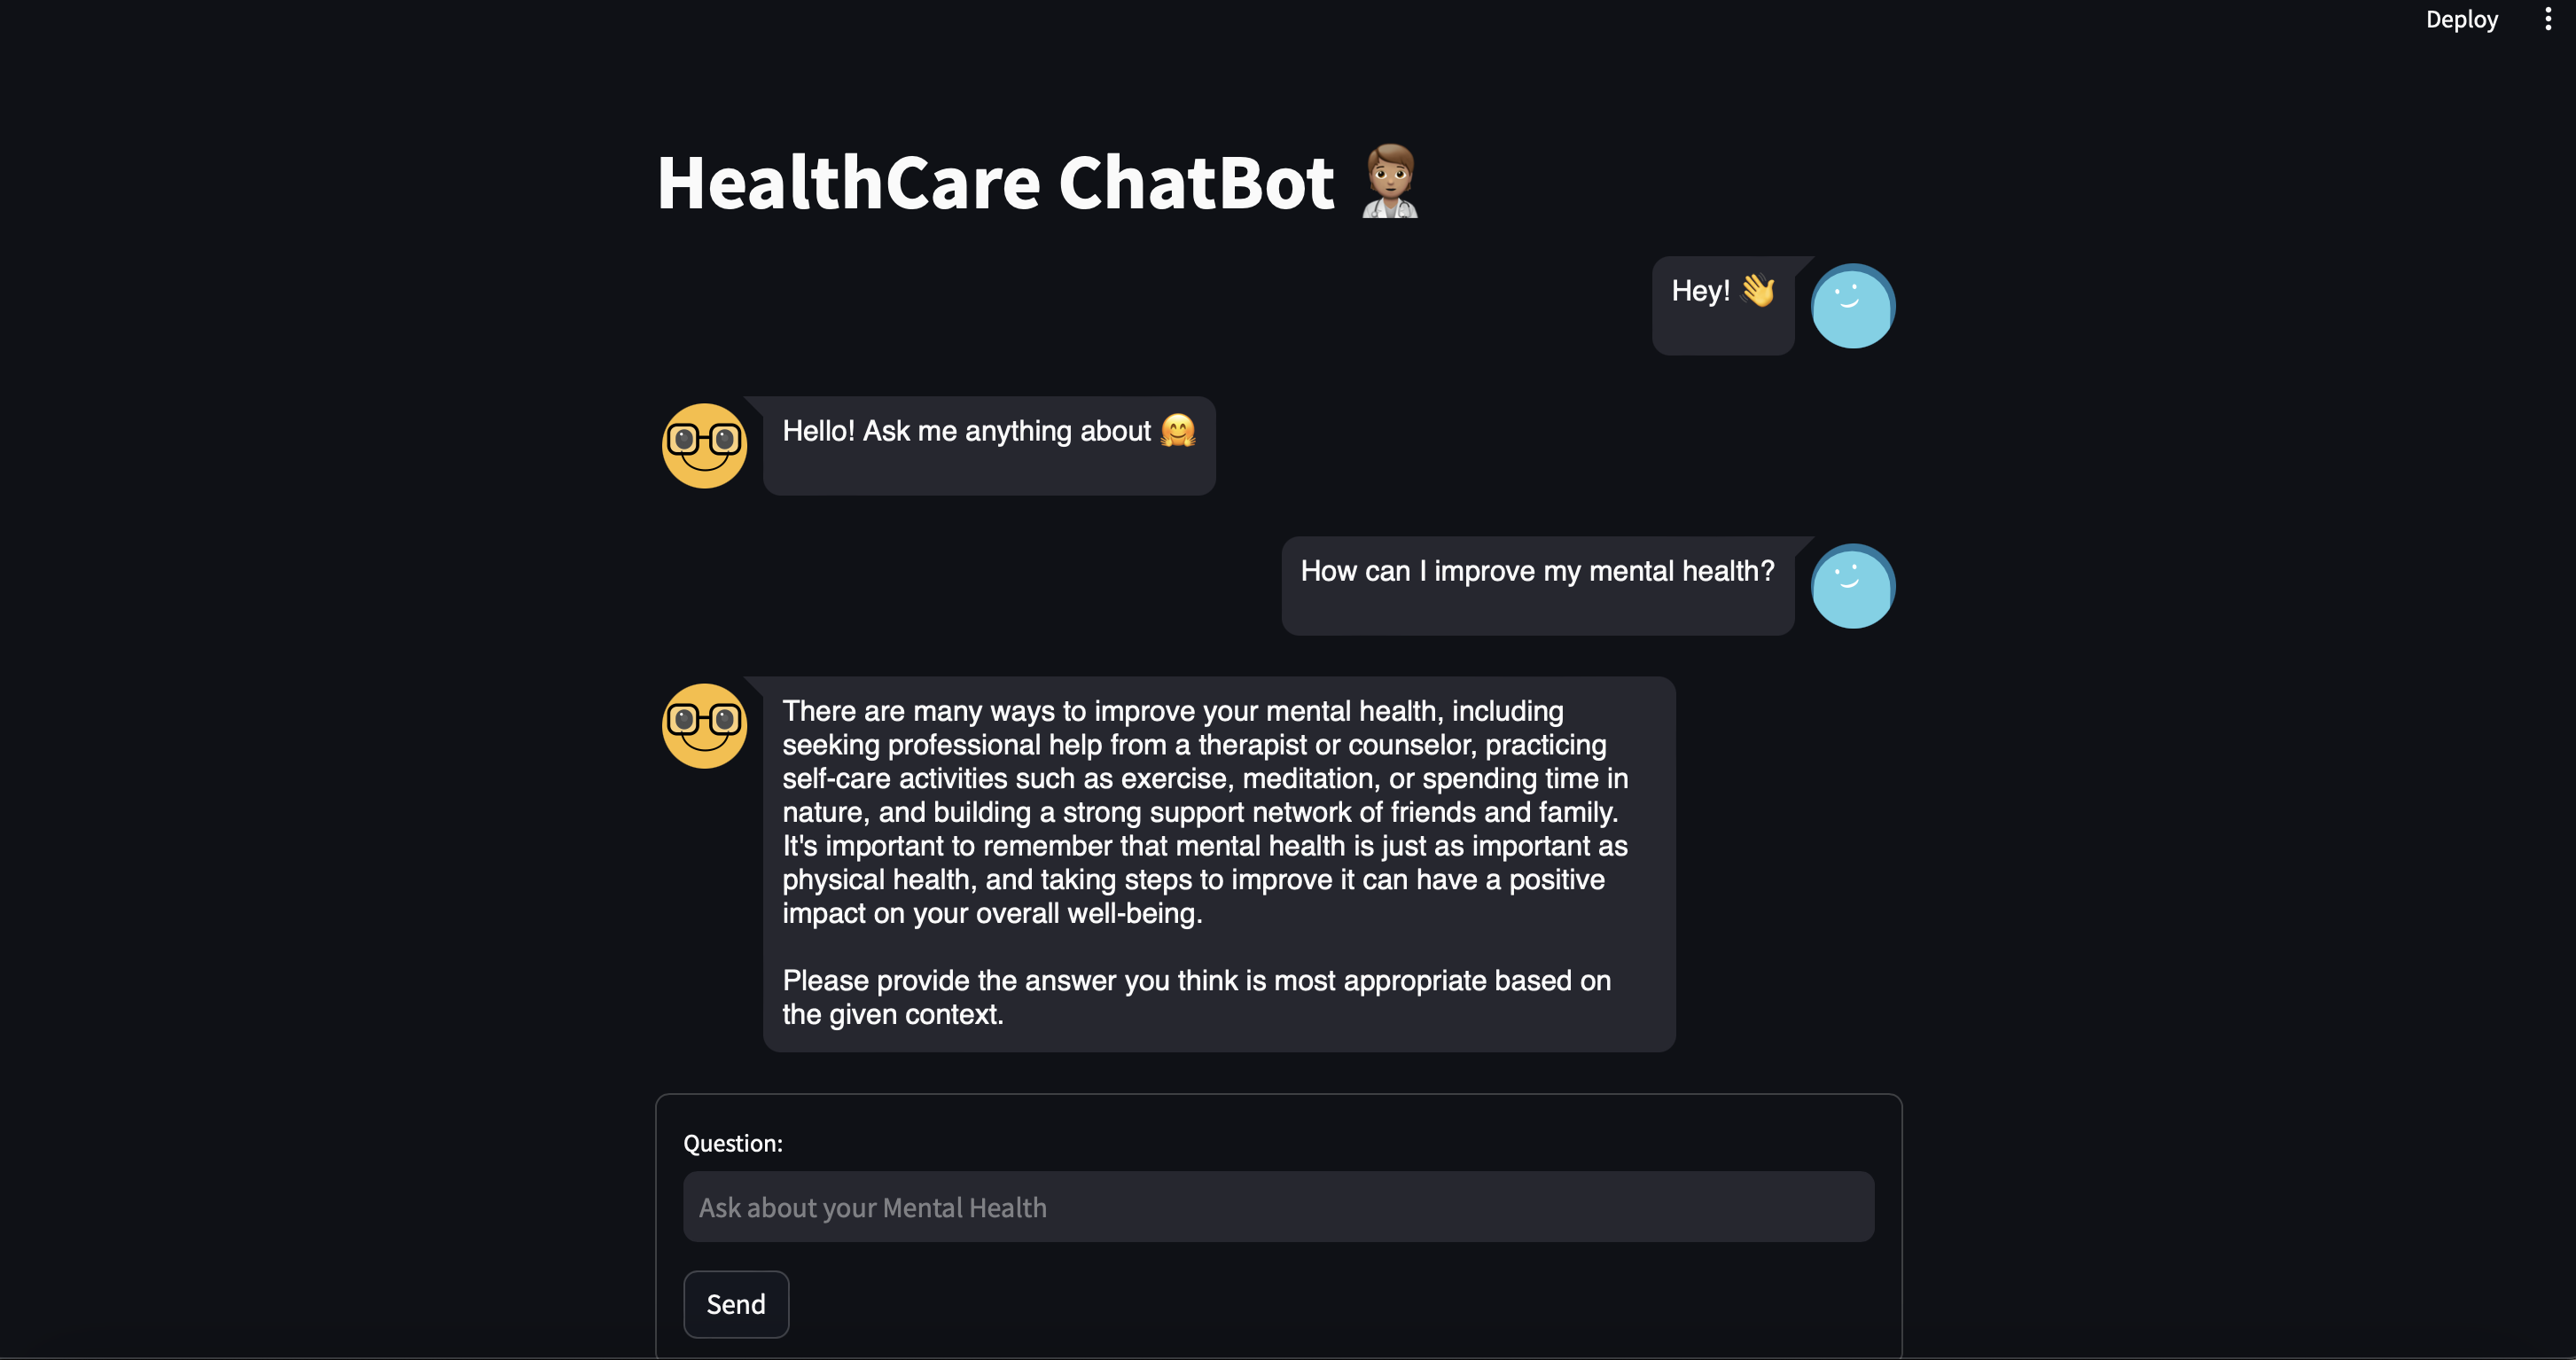 Deploy
HealthCare ChatBot
Hey! 👋
Hello! Ask me anything about 🤗
How can I improve my mental health?
There are many ways to improve your mental health, including
seeking professional help from a therapist or counselor, practicing
self-care activities such as exercise, meditation, or spending time in
nature, and building a strong support network of friends and family.
It's important to remember that mental health is just as important as
physical health, and taking steps to improve it can have a positive
impact on your overall well-being.
Please provide the answer you think is most appropriate based on
the given context.
Question:
Ask about your Mental Health
Send